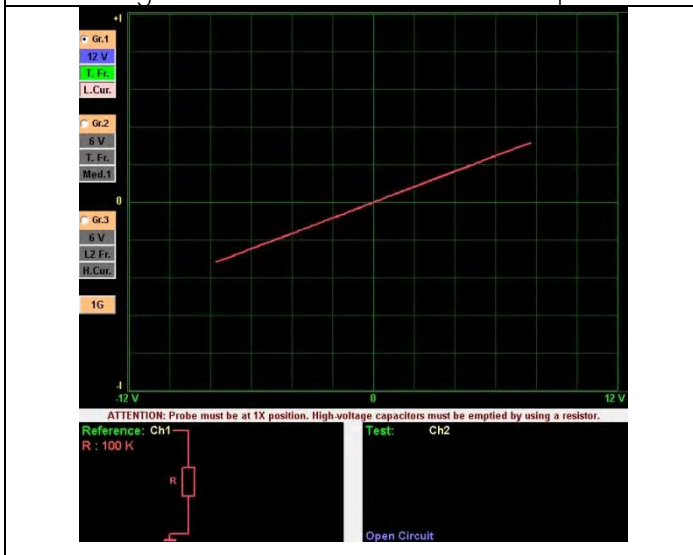 +I
Gr.1
12 V
T. Fr.
L.Cur.
Gr.2
6 V
T. Fr.
Med.1
0
Gr.3
6 V
L2 Fr.
H.Cur.
1G
-I
-12 V 0 12 V
ATTENTION: Probe must be at 1X position. High-voltage capacitors must be emptied by using a resistor.
Reference: Ch1
R : 100 K
R
Test: Ch2
Open Circuit